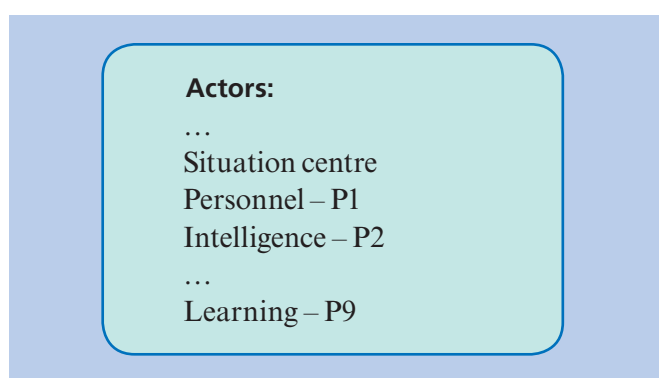 Actors:
…
Situation centre
Personnel – P1
Intelligence – P2
…
Learning – P9